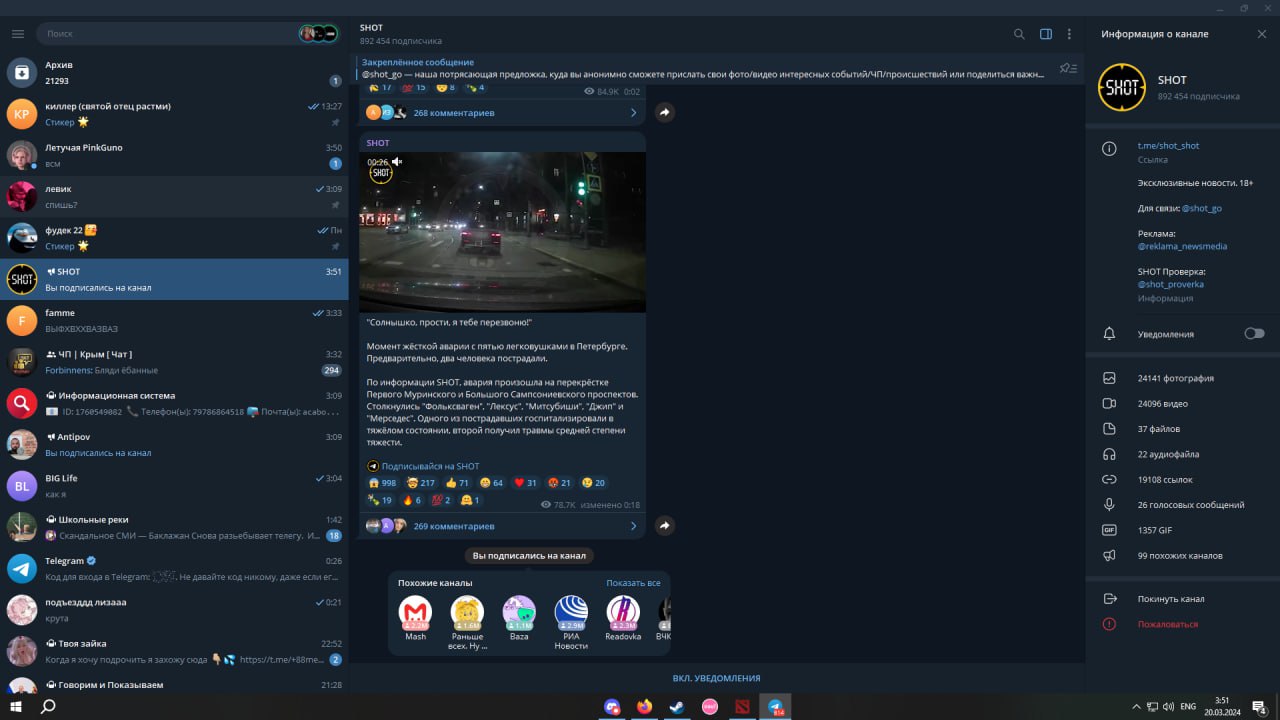 Поиск
Архив
21293
1
КР
киллер (святой отец растми)
13:27
Стикер 🌟
Летучая PinkGuno
3:50
всм
1
левик
3:09
спишь?
фудек 22
Пн
Стикер 🌟
SHOT
SHOT
3:51
Вы подписались на канал
F
famme
3:33
ВЫФХВХХВАЗВАЗ
ЧП | Крым [ Чат ]
3:32
Forbinnens: Бляди ёбанные
294
Информационная система
3:09
ID: 1760549882 📞 Телефон(ы): 79786864518 📪 Почта(ы): acabo...
Antipov
3:09
Вы подписались на канал
BL
BIG Life
3:04
как я
Школьные реки
1:42
Скандальное СМИ — Баклажан Снова разьебывает телегу. И...
18
Telegram
0:26
Код для входа в Telegram: . Не давайте код никому, даже если ег...
подъезддд лизааа
0:21
крута
Твоя зайка
22:52
Когда я хочу подрочить я захожу сюда 👇🏻💦 https://t.me/+88me...
2
Говорим и Показываем
21:28
SHOT
892 454 подписчика
Закреплённое сообщение
@shot_go — наша потрясающая предложка, куда вы анонимно сможете прислать свои фото/видео интересных событий/ЧП/происшествий или поделиться важн...
17 💯 15 8 4
84,9K 0:02
268 комментариев
SHOT
00:26
SHOT
"Солнышко, прости, я тебе перезвоню!"
Момент жёсткой аварии с пятью легковушками в Петербурге.
Предварительно, два человека пострадали.
По информации SHOT, авария произошла на перекрёстке
Первого Муринского и Большого Сампсониевского проспектов.
Столкнулись "Фольксваген", "Лексус", "Митсубиши", "Джип" и
"Мерседес". Одного из пострадавших госпитализировали в
тяжёлом состоянии, второй получил травмы средней степени
тяжести.
Подписывайся на SHOT
😱 998 🤯 217 👍 71 😁 64 ❤ 31 😡 21 😢 20
🍾 19 🔥 6 💯 2 🤗 1
78,7K изменено 0:18
269 комментариев
Вы подписались на канал
Похожие каналы
Показать все
2.2M
1.6M
1.1M
2.9M
2.3M
Mash
Раньше
всех. Ну ...
Baza
РИА
Новости
Readovka
ВЧК
ВКЛ. УВЕДОМЛЕНИЯ
Информация о канале
SHOT
SHOT
892 454 подписчика
t.me/shot_shot
Ссылка
Эксклюзивные новости. 18+
Для связи: @shot_go
Реклама:
@reklama_newsmedia
SHOT Проверка:
@shot_proverka
Информация
Уведомления
24141 фотография
24096 видео
37 файлов
22 аудиофайла
19108 ссылок
26 голосовых сообщений
GIF
1357 GIF
99 похожих каналов
Покинуть канал
Пожаловаться
ENG
3:51
20.03.2024
4